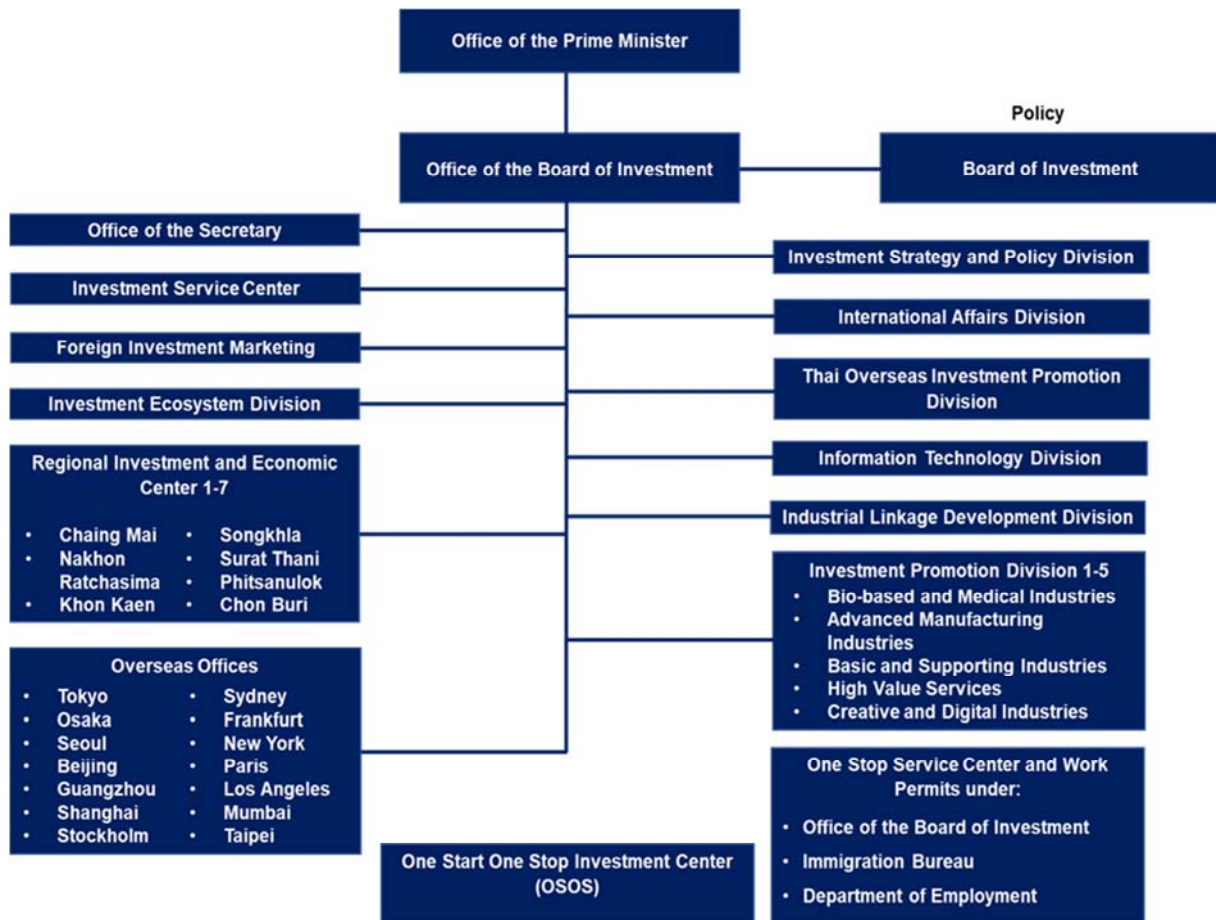 Office of the Prime Minister
Policy
Office of the Board of Investment
Board of Investment
Office of the Secretary
Investment Service Center
Foreign Investment Marketing
Investment Ecosystem Division
Regional Investment and Economic
Center 1-7
• Chaing Mai
• Nakhon
Ratchasima
• Khon Kaen
• Songkhla
• Surat Thani
• Phitsanulok
• Chon Buri
Overseas Offices
• Tokyo
• Osaka
• Seoul
• Beijing
• Guangzhou
• Shanghai
• Stockholm
• Sydney
• Frankfurt
• New York
• Paris
• Los Angeles
• Mumbai
• Taipei
Investment Strategy and Policy Division
International Affairs Division
Thai Overseas Investment Promotion
Division
Information Technology Division
Industrial Linkage Development Division
Investment Promotion Division 1-5
• Bio-based and Medical Industries
• Advanced Manufacturing
Industries
• Basic and Supporting Industries
• High Value Services
• Creative and Digital Industries
One Stop Service Center and Work
Permits under:
• Office of the Board of Investment
• Immigration Bureau
• Department of Employment
One Start One Stop Investment Center
(OSOS)